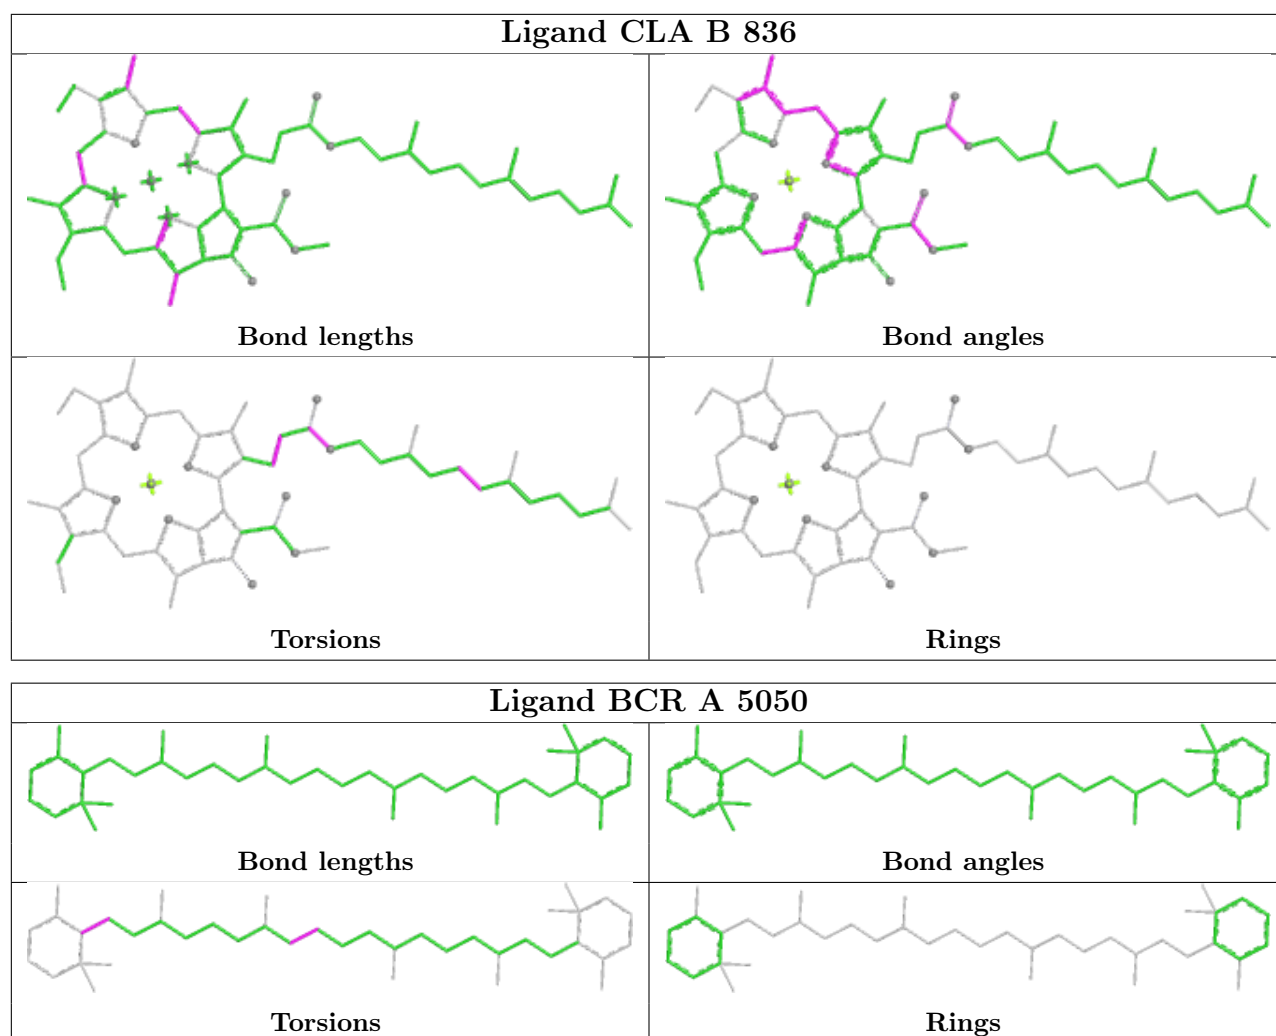 Ligand CLA B 836
Bond lengths
Bond angles
Torsions
Rings
Ligand BCR A 5050
Bond lengths
Bond angles
Torsions
Rings